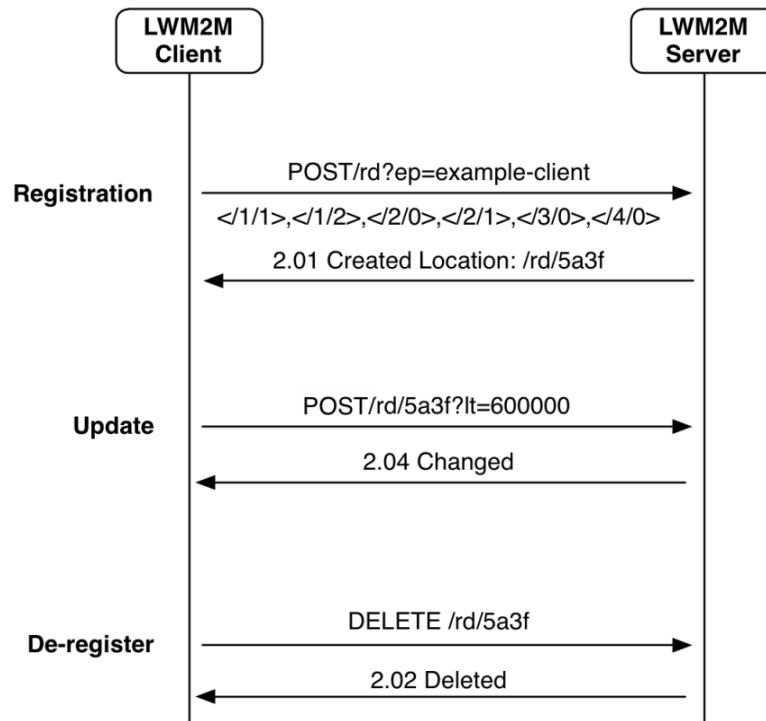 LWM2M
Client
LWM2M
Server
Registration
POST/rd?ep=example-client
</1/1>,</1/2>,</2/0>,</2/1>,</3/0>,</4/0>
2.01 Created Location: /rd/5a3f
Update
POST/rd/5a3f?lt=600000
2.04 Changed
De-register
DELETE /rd/5a3f
2.02 Deleted